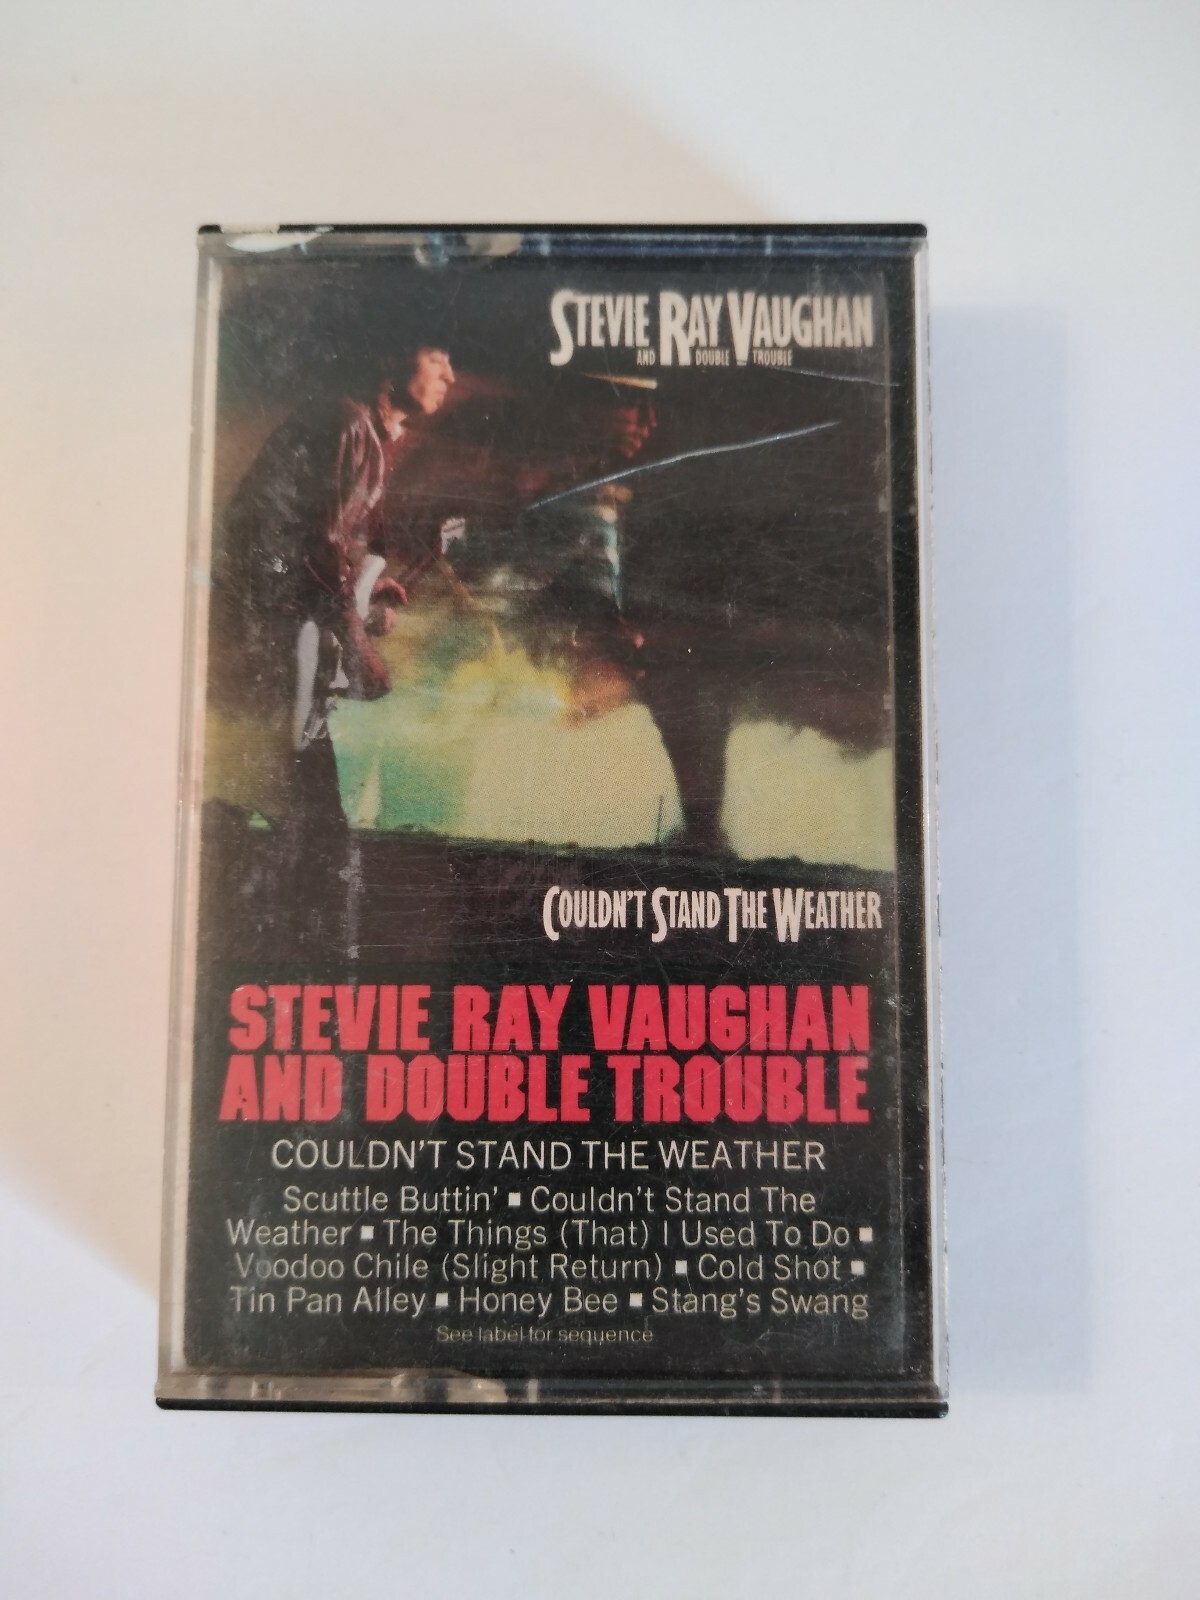 STEVIE RAY VAUGHAN
AND DOUBLE TROUBLE
COULDN'T STAND THE WEATHER
STEVIE RAY VAUGHAN
AND DOUBLE TROUBLE
COULDN'T STAND THE WEATHER
Scuttle Buttin' ▪ Couldn't Stand The
Weather ▪ The Things (That) I Used To Do ▪
Voodoo Chile (Slight Return) ▪ Cold Shot ▪
Tin Pan Alley ▪ Honey Bee ▪ Stang's Swang
See label for sequence